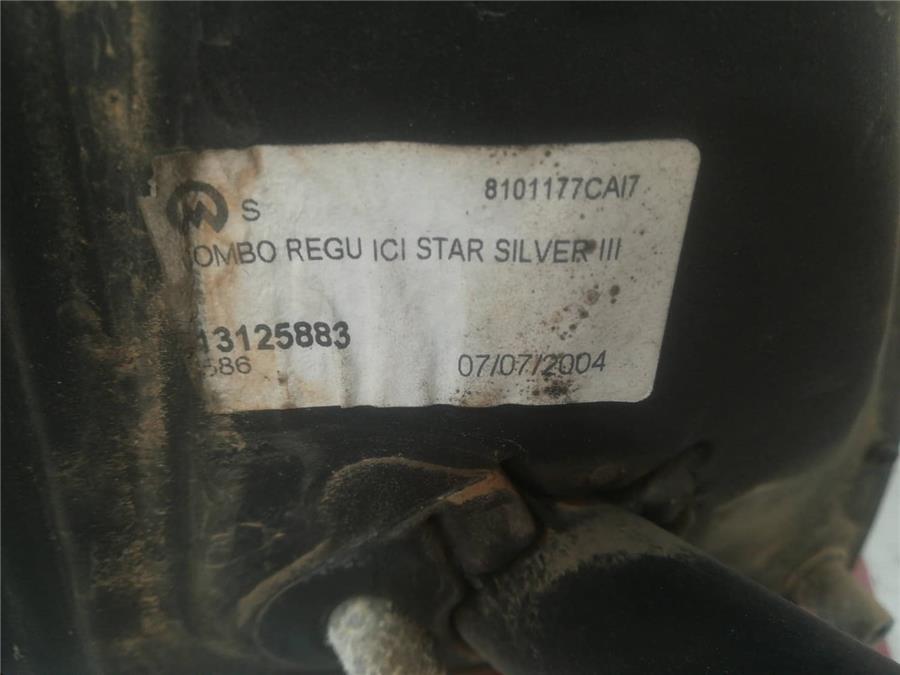 S 8101177CAI7
OMBO REGU ICI STAR SILVER III
13125883
586 07/07/2004